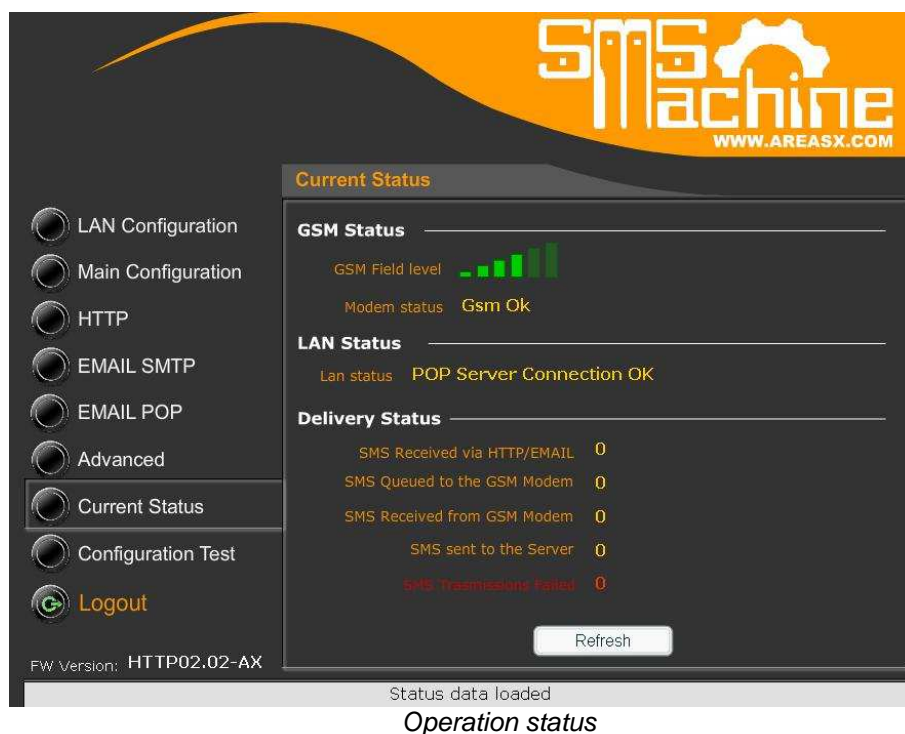 SMS
Machine
WWW.AREASX.COM
Current Status
LAN Configuration
Main Configuration
HTTP
EMAIL SMTP
EMAIL POP
Advanced
Current Status
Configuration Test
Logout
FW Version: HTTP02.02-AX
GSM Status
GSM Field level
Modem status Gsm Ok
LAN Status
Lan status POP Server Connection OK
Delivery Status
SMS Received via HTTP/EMAIL 0
SMS Queued to the GSM Modem 0
SMS Received from GSM Modem 0
SMS sent to the Server 0
SMS Trasmissions Failed 0
Refresh
Status data loaded
Operation status